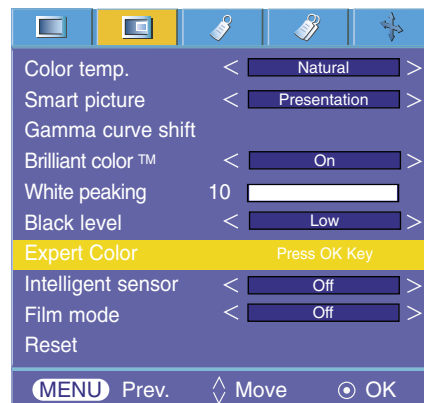 Color temp. < Natural >
Smart picture < Presentation >
Gamma curve shift
Brilliant color ™ < On >
White peaking 10
Black level < Low >
Expert Color Press OK Key
Intelligent sensor < Off >
Film mode < Off >
Reset
MENU Prev. Move OK